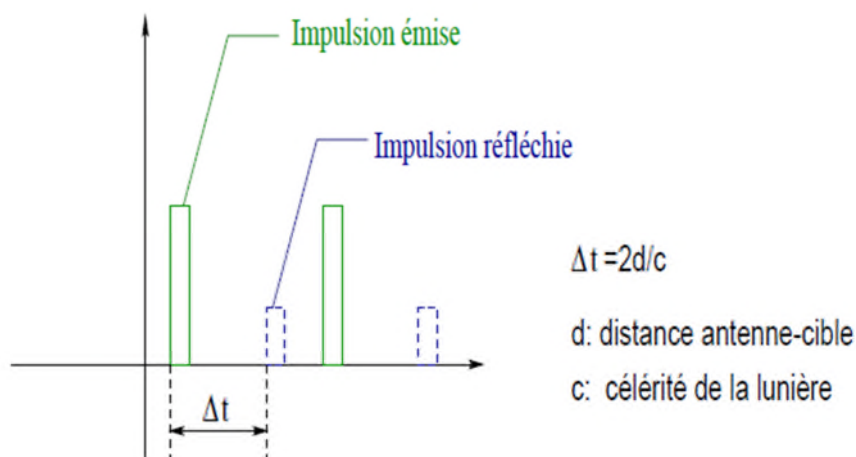 Impulsion émise
Impulsion réfléchie
Δt =2d/c
d: distance antenne-cible
c: célérité de la lunière
Δt